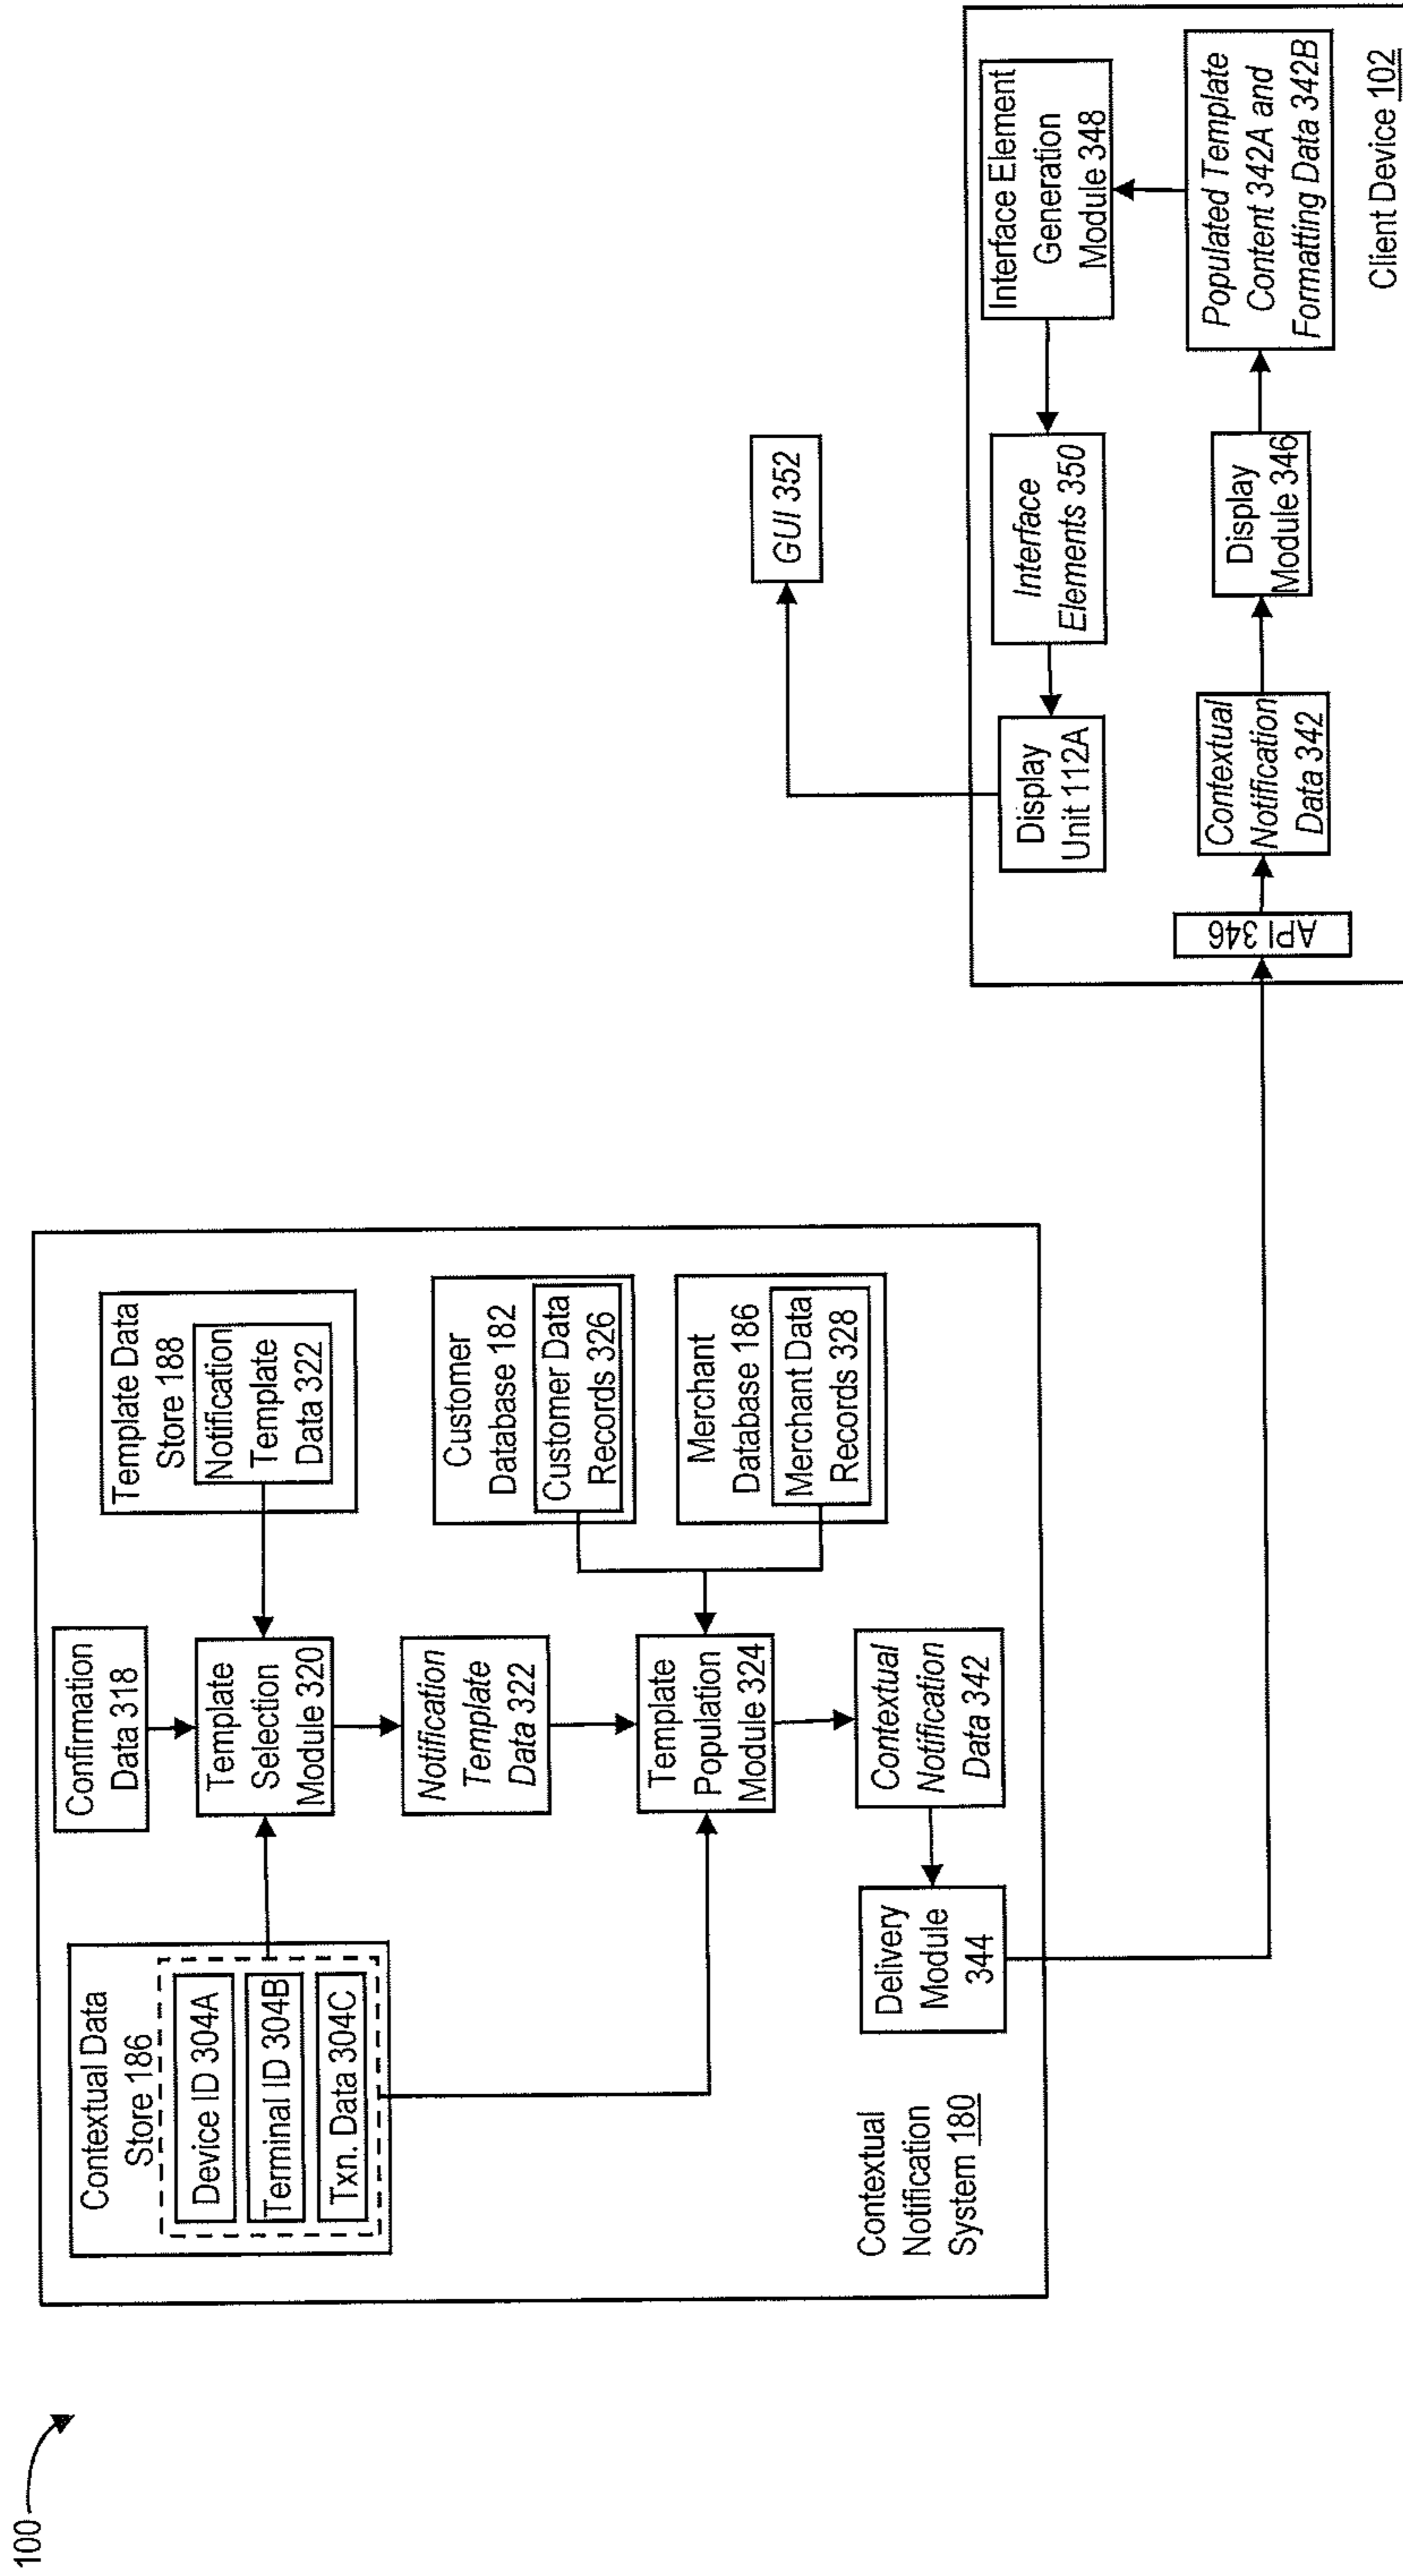 100
Contextual Data
Store 186
Device ID 304A
Terminal ID 304B
Txn. Data 304C
Confirmation
Data 318
Template
Selection
Module 320
Template Data
Store 188
Notification
Template
Data 322
Notification
Template
Data 322
Customer
Database 182
Customer Data
Records 326
Template
Population
Module 324
Merchant
Database 186
Merchant Data
Records 328
Contextual
Notification
System 180
Delivery
Module
344
Contextual
Notification
Data 342
GUI 352
Display
Unit 112A
Interface
Elements 350
Interface Element
Generation
Module 348
API 346
Contextual
Notification
Data 342
Display
Module 346
Populated Template
Content 342A and
Formatting Data 342B
Client Device 102